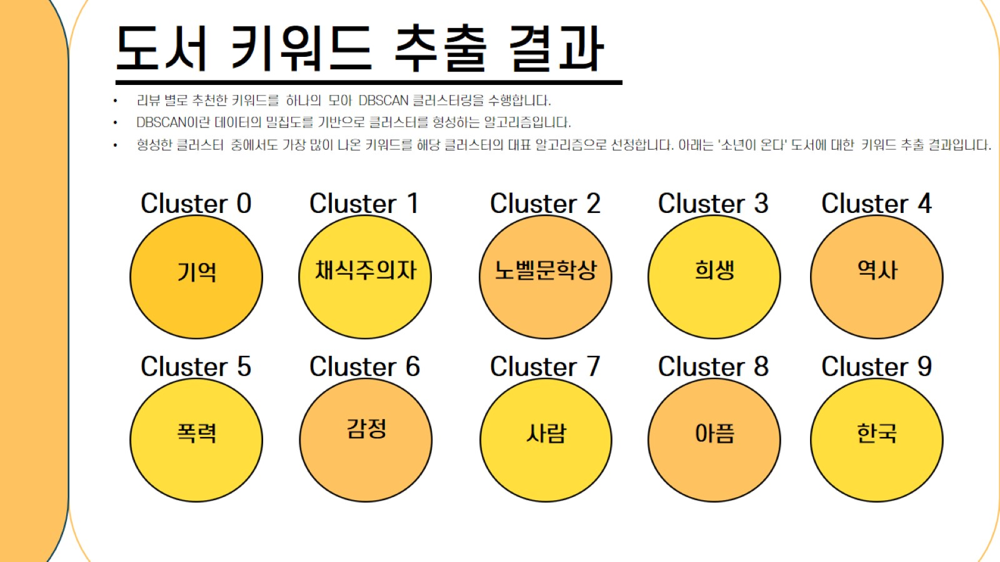 도서 키워드 추출 결과
• 리뷰 별로 추천한 키워드를 하나의 모아 DBSCAN 클러스터링을 수행합니다.
• DBSCAN이란 데이터의 밀집도를 기반으로 클러스터를 형성하는 알고리즘입니다.
• 형성한 클러스터 중에서도 가장 많이 나온 키워드를 해당 클러스터의 대표 알고리즘으로 선정합니다. 아래는 '소년이 온다' 도서에 대한 키워드 추출 결과입니다.
Cluster 0 Cluster 1 Cluster 2 Cluster 3 Cluster 4
기억 채식주의자 노벨문학상 희생 역사
Cluster 5 Cluster 6 Cluster 7 Cluster 8 Cluster 9
폭력 감정 사람 아픔 한국